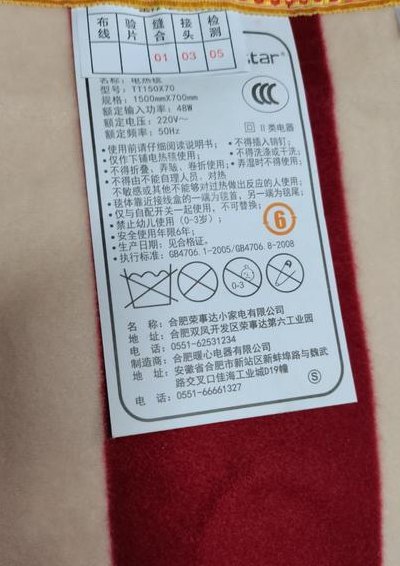 布线 验片 缝合 接头 检测
01 03 05
star
名称：电热毯
型号：TT150X70
规格：1500mmX700mm
额定输入功率：48W
额定电压：220V~
额定频率：50Hz
II 类电器
·使用前请仔细阅读说明书；·不得插入销钉；
·仅作下铺电热毯使用；·不得洗涤或干洗；
·不得折叠、弄皱、卷折使用；·弄湿时不得使用；
·不得由不能自理人员、对热
不敏感或其他不能够对过热做出反应的人使用；
·毯体靠近接线盒的一端为毯首，另一端为毯尾；
·仅与自配开关一起使用，不可替换；
·禁止幼儿使用（0-3岁）；
·安全使用年限6年；
·生产日期：见合格证。
·执行标准：GB4706.1-2005/GB4706.8-2008
6
0-3
名 称：合肥荣事达小家电有限公司
地 址：合肥双凤开发区荣事达第六工业园
电 话：0551-62531234
制造商：合肥暖心电器有限公司
地 址：安徽省合肥市新站区新蚌埠路与魏武
路交叉口佳海工业城D19幢
电 话：0551-66661327
S